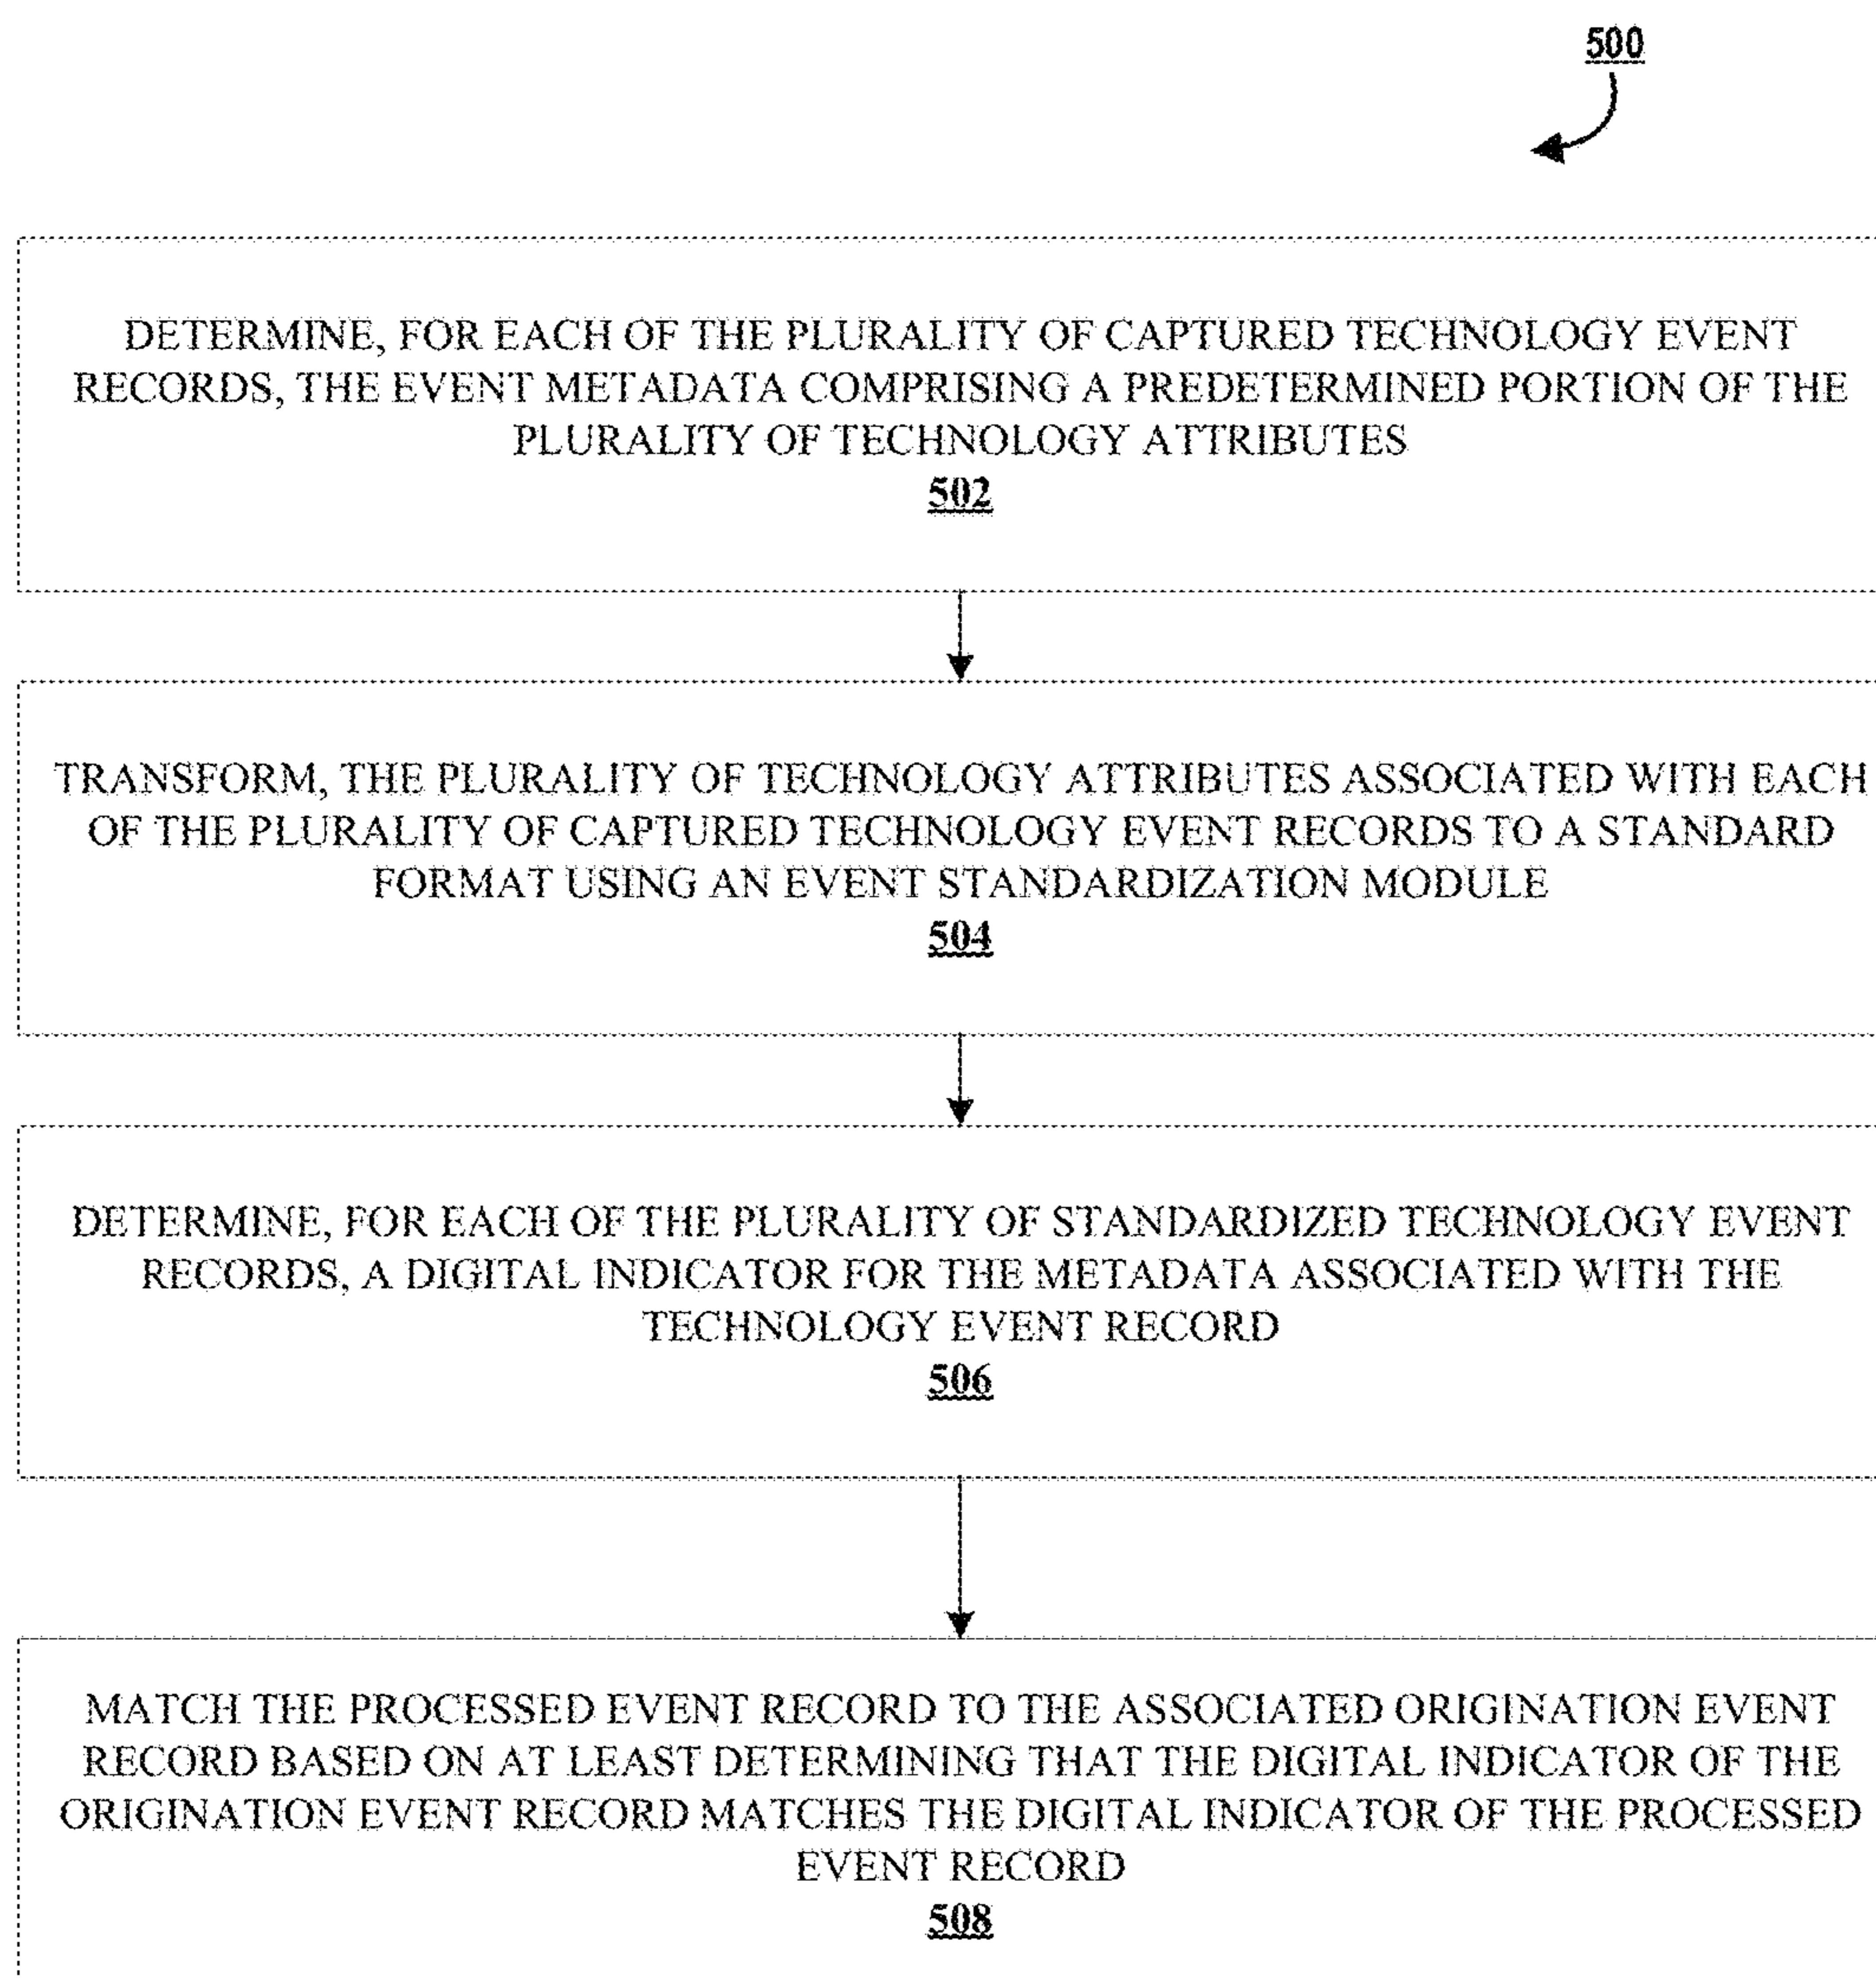 500
DETERMINE, FOR EACH OF THE PLURALITY OF CAPTURED TECHNOLOGY EVENT
RECORDS, THE EVENT METADATA COMPRISING A PREDETERMINED PORTION OF THE
PLURALITY OF TECHNOLOGY ATTRIBUTES
502
TRANSFORM, THE PLURALITY OF TECHNOLOGY ATTRIBUTES ASSOCIATED WITH EACH
OF THE PLURALITY OF CAPTURED TECHNOLOGY EVENT RECORDS TO A STANDARD
FORMAT USING AN EVENT STANDARDIZATION MODULE
504
DETERMINE, FOR EACH OF THE PLURALITY OF STANDARDIZED TECHNOLOGY EVENT
RECORDS, A DIGITAL INDICATOR FOR THE METADATA ASSOCIATED WITH THE
TECHNOLOGY EVENT RECORD
506
MATCH THE PROCESSED EVENT RECORD TO THE ASSOCIATED ORIGINATION EVENT
RECORD BASED ON AT LEAST DETERMINING THAT THE DIGITAL INDICATOR OF THE
ORIGINATION EVENT RECORD MATCHES THE DIGITAL INDICATOR OF THE PROCESSED
EVENT RECORD
508